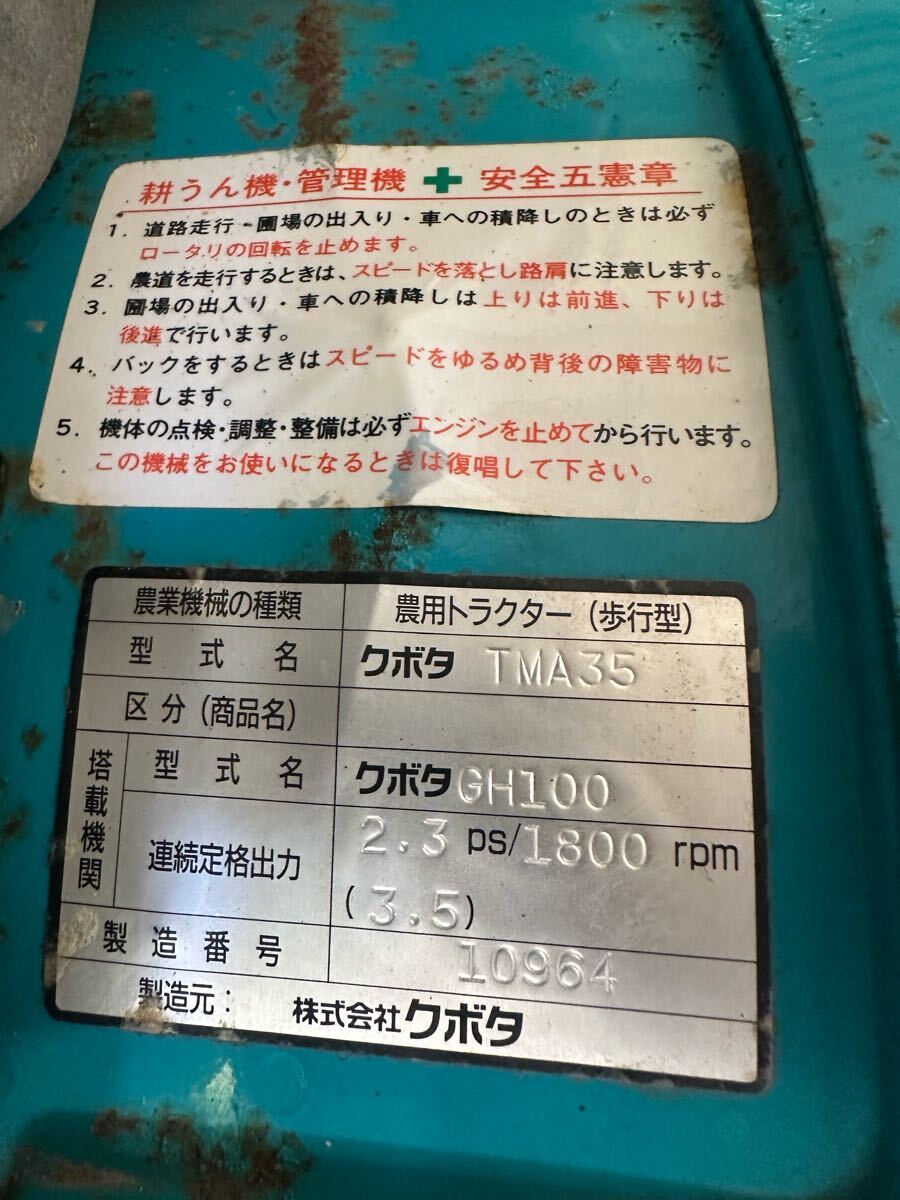 耕うん機・管理機 ✚ 安全五憲章
1. 道路走行・圃場の出入り・車への積降しのときは必ず
ロータリの回転を止めます。
2. 農道を走行するときは、スピードを落とし路肩に注意します。
3. 圃場の出入り・車への積降しは上りは前進、下りは
後進で行います。
4. バックをするときはスピードをゆるめ背後の障害物に
注意します。
5. 機体の点検・調整・整備は必ずエンジンを止めてから行います。
この機械をお使いになるときは復唱して下さい。
農業機械の種類 農用トラクター(歩行型)
型式名 クボタ TMA35
区分(商品名)
塔載機関 型式名 クボタ GH100
連続定格出力 2.3 ps/1800 rpm
(3.5)
製造番号 10964
製造元: 株式会社クボタ